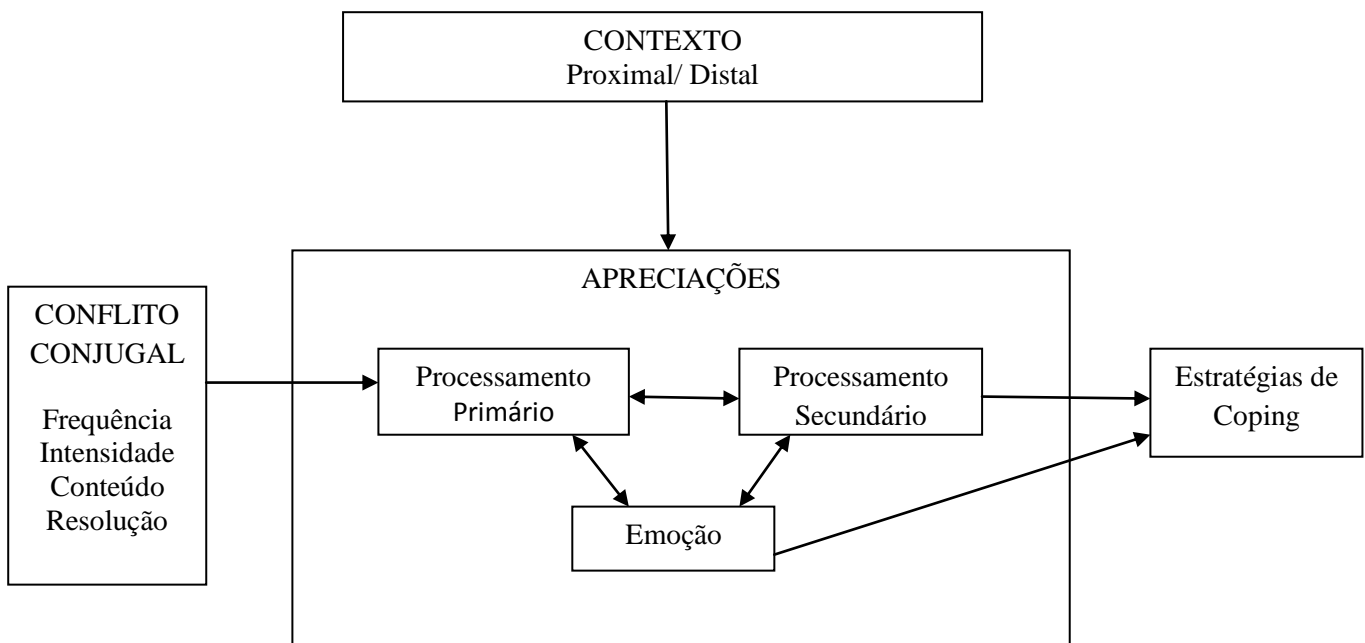 CONTEXTO
Proximal/ Distal
APRECIAÇÕES
CONFLITO
CONJUGAL
Frequência
Intensidade
Conteúdo
Resolução
Processamento
Primário
Processamento
Secundário
Emoção
Estratégias de
Coping